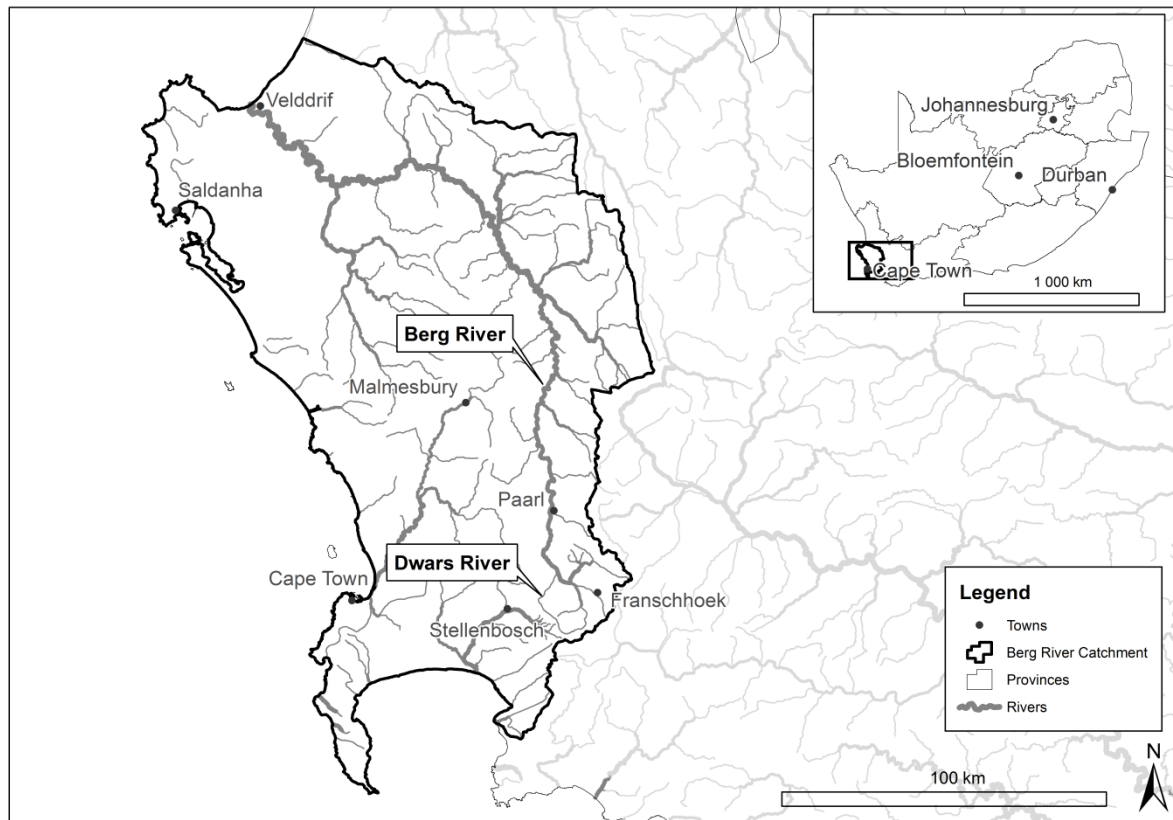 Velddrif
Saldanha
Berg River
Malmesbury
Paarl
Dwars River
Cape Town
Franschhoek
Stellenbosch
Johannesburg
Bloemfontein
Durban
Cape Town
1 000 km
Legend
Towns
Berg River Catchment
Provinces
Rivers
100 km
N